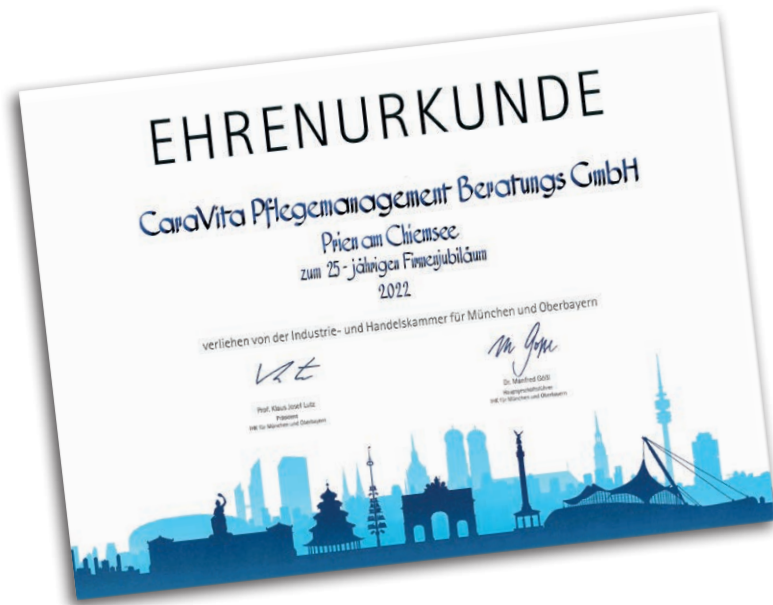 EHRENURKUNDE
CaraVita Pflegemanagement Beratungs GmbH
Prien am Chiemsee
zum 25-jährigen Firmenjubiläum
2022
verliehen von der Industrie- und Handelskammer für München und Oberbayern
Prof. Klaus Josef Lutz
Präsident
IHK für München und Oberbayern
Dr. Manfred Gößl
Hauptgeschäftsführer
IHK für München und Oberbayern